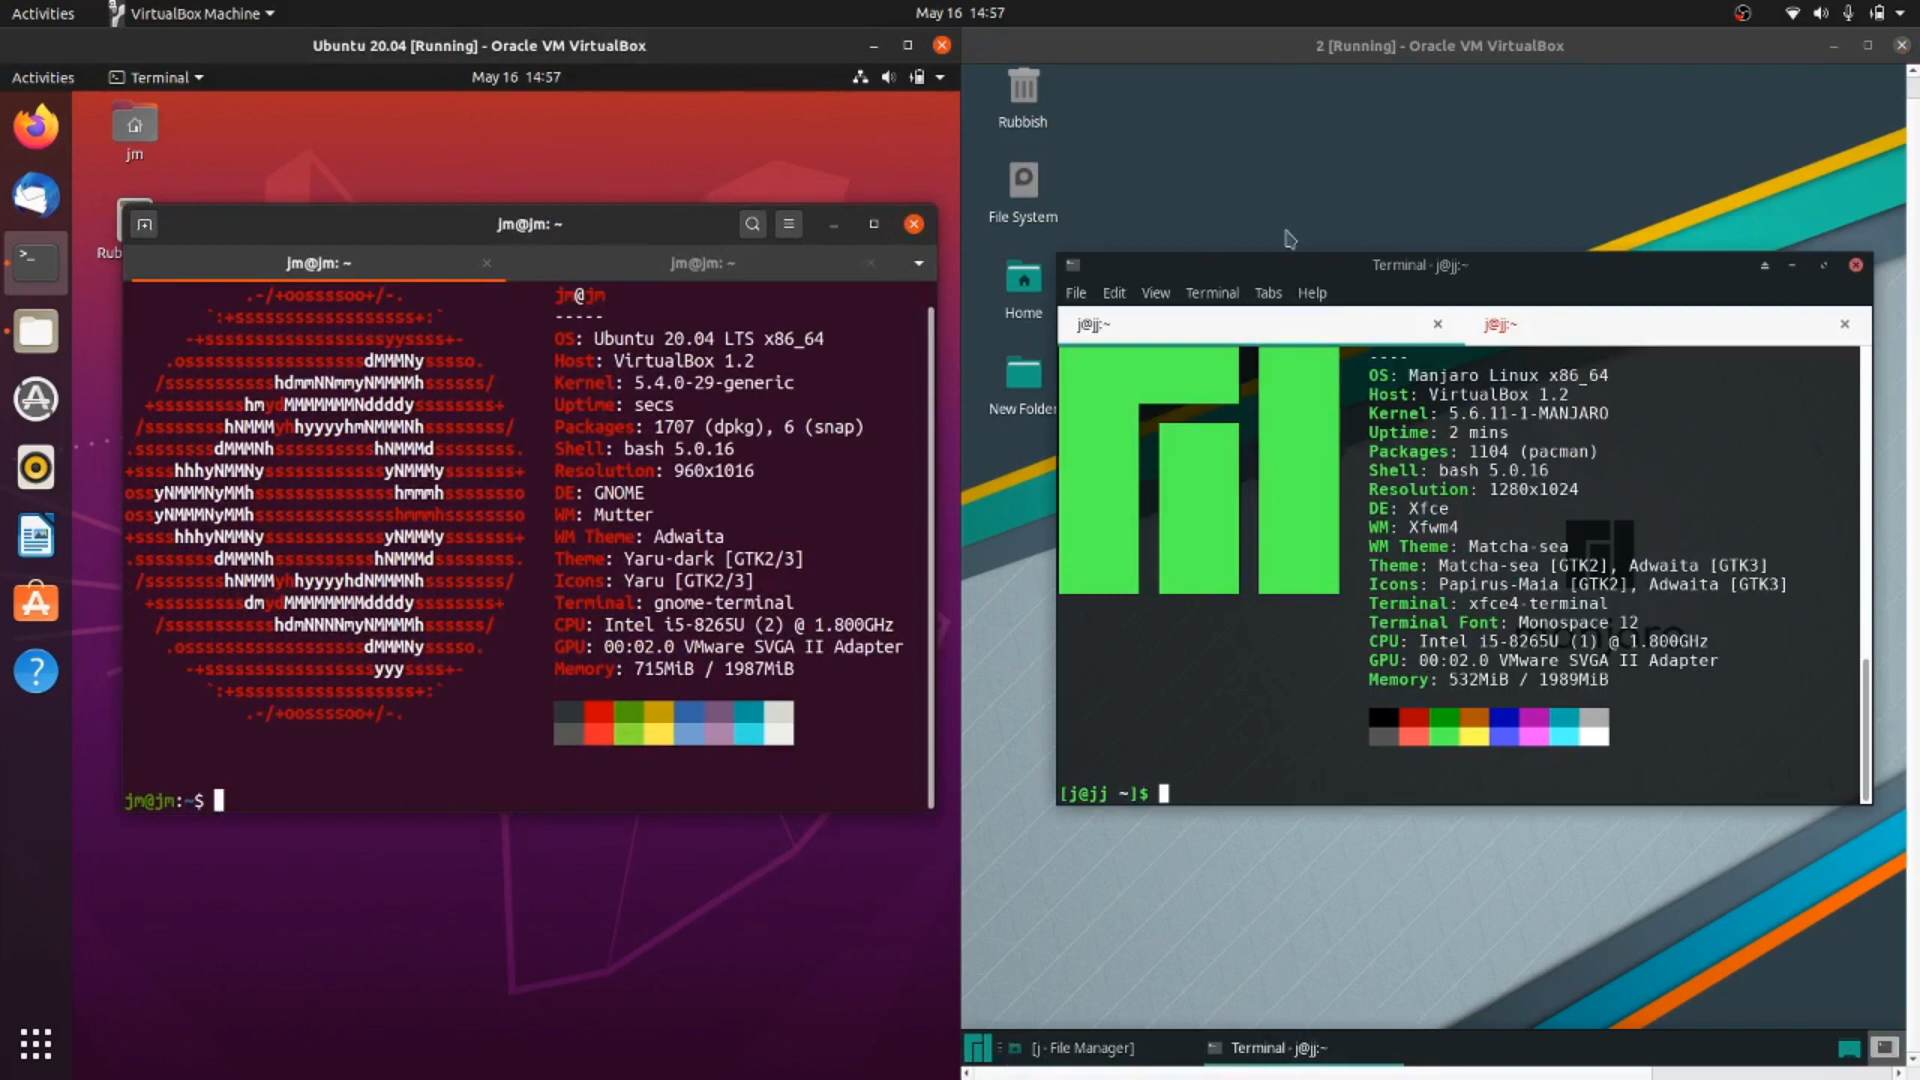 Activities VirtualBox Machine May 16 14:57
Ubuntu 20.04 [Running] - Oracle VM VirtualBox
Activities Terminal May 16 14:57
jm
jm@jm: ~
jm@jm: ~ jm@jm: ~
jm@jm
-----
OS: Ubuntu 20.04 LTS x86_64
Host: VirtualBox 1.2
Kernel: 5.4.0-29-generic
Uptime: secs
Packages: 1707 (dpkg), 6 (snap)
Shell: bash 5.0.16
Resolution: 960x1016
DE: GNOME
WM: Mutter
WM Theme: Adwaita
Theme: Yaru-dark [GTK2/3]
Icons: Yaru [GTK2/3]
Terminal: gnome-terminal
CPU: Intel i5-8265U (2) @ 1.800GHz
GPU: 00:02.0 VMware SVGA II Adapter
Memory: 715MiB / 1987MiB
jm@jm:~$
2 [Running] - Oracle VM VirtualBox
Rubbish
File System
Home
New Folder
Terminal - j@jj:~
File Edit View Terminal Tabs Help
j@jj:~ j@jj:~
----
OS: Manjaro Linux x86_64
Host: VirtualBox 1.2
Kernel: 5.6.11-1-MANJARO
Uptime: 2 mins
Packages: 1104 (pacman)
Shell: bash 5.0.16
Resolution: 1280x1024
DE: Xfce
WM: Xfwm4
WM Theme: Matcha-sea
Theme: Matcha-sea [GTK2], Adwaita [GTK3]
Icons: Papirus-Maia [GTK2], Adwaita [GTK3]
Terminal: xfce4-terminal
Terminal Font: Monospace 12
CPU: Intel i5-8265U (1) @ 1.800GHz
GPU: 00:02.0 VMware SVGA II Adapter
Memory: 532MiB / 1989MiB
[j@jj ~]$
[j - File Manager] Terminal - j@jj:~